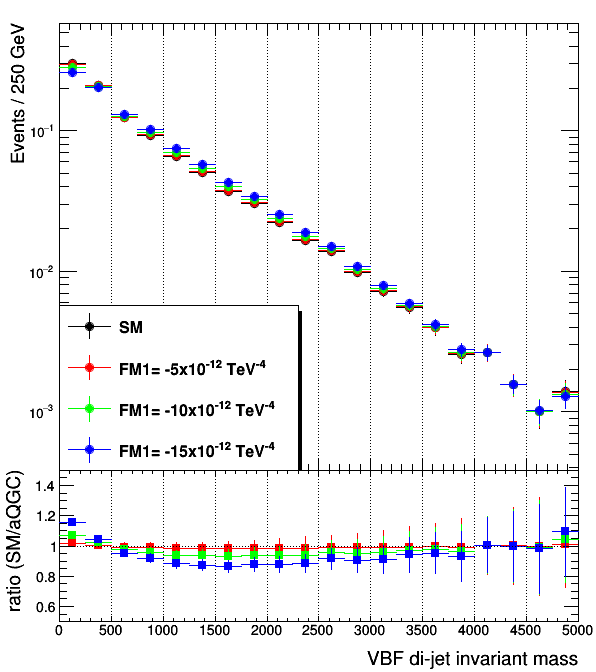 Events / 250 GeV
10⁻¹
10⁻²
10⁻³
SM
FM1= -5x10⁻¹² TeV⁻⁴
FM1= -10x10⁻¹² TeV⁻⁴
FM1= -15x10⁻¹² TeV⁻⁴
ratio (SM/aQGC)
1.4
1.2
1
0.8
0.6
0 500 1000 1500 2000 2500 3000 3500 4000 4500 5000
VBF di-jet invariant mass